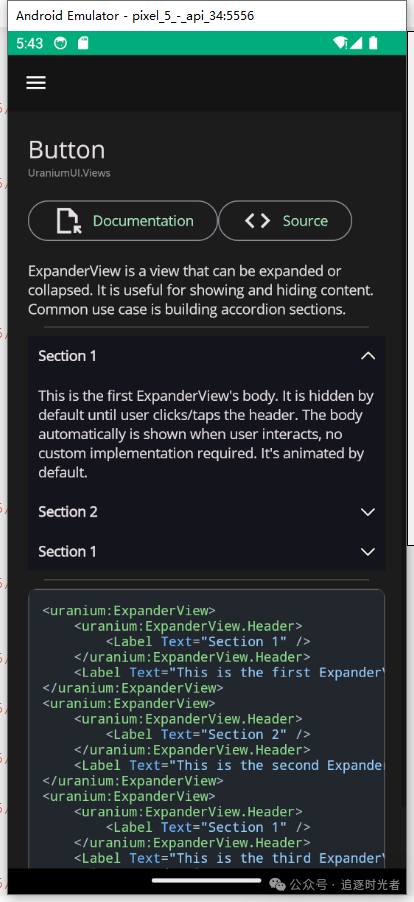 Android Emulator - pixel_5_-_api_34:5556
5:43
Button
UraniumUI.Views
Documentation
Source
ExpanderView is a view that can be expanded or
collapsed. It is useful for showing and hiding content.
Common use case is building accordion sections.
Section 1
This is the first ExpanderView's body. It is hidden by
default until user clicks/taps the header. The body
automatically is shown when user interacts, no
custom implementation required. It's animated by
default.
Section 2
Section 1
<uranium:ExpanderView>
    <uranium:ExpanderView.Header>
        <Label Text="Section 1" />
    </uranium:ExpanderView.Header>
    <Label Text="This is the first Expander
</uranium:ExpanderView>
<uranium:ExpanderView>
    <uranium:ExpanderView.Header>
        <Label Text="Section 2" />
    </uranium:ExpanderView.Header>
    <Label Text="This is the second Expander
</uranium:ExpanderView>
<uranium:ExpanderView>
    <uranium:ExpanderView.Header>
        <Label Text="Section 1" />
    </uranium:ExpanderView.Header>
    <Label Text="This is the third Expander
公众号 · 追逐时光者